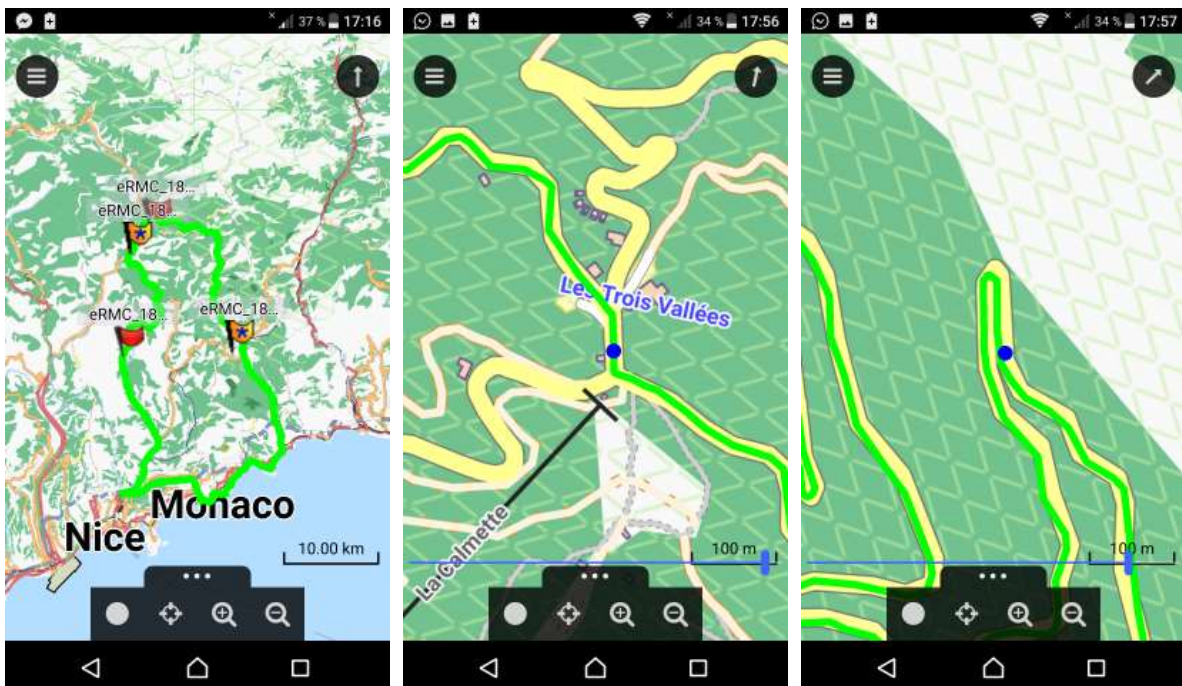 37 % 17:16
eRMC_18...
eRMC_18...
eRMC_18...
eRMC_18...
Monaco
Nice
10.00 km
34 % 17:56
Les Trois Vallées
La Calmette
100 m
34 % 17:57
100 m